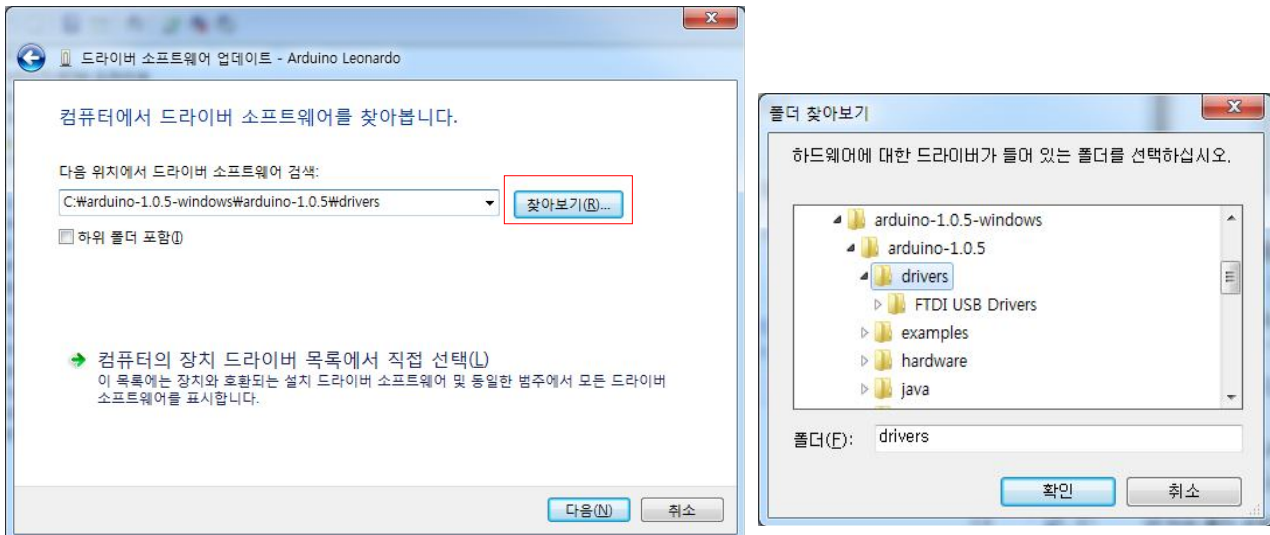 드라이버 소프트웨어 업데이트 - Arduino Leonardo
컴퓨터에서 드라이버 소프트웨어를 찾아봅니다.
다음 위치에서 드라이버 소프트웨어 검색:
C:₩arduino-1.0.5-windows₩arduino-1.0.5₩drivers
찾아보기(R)...
하위 폴더 포함(I)
컴퓨터의 장치 드라이버 목록에서 직접 선택(L)
이 목록에는 장치와 호환되는 설치 드라이버 소프트웨어 및 동일한 범주에서 모든 드라이버
소프트웨어를 표시합니다.
다음(N)
취소
폴더 찾아보기
하드웨어에 대한 드라이버가 들어 있는 폴더를 선택하십시오.
arduino-1.0.5-windows
arduino-1.0.5
drivers
FTDI USB Drivers
examples
hardware
java
폴더(F):
drivers
확인
취소